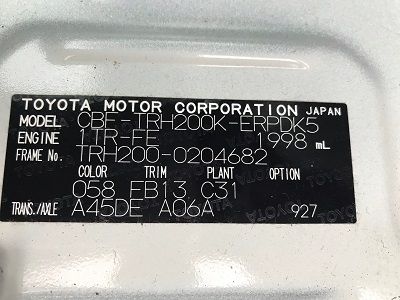 TOYOTA MOTOR CORPORATION JAPAN
MODEL CBF-TRH200K-ERPDK5
ENGINE 1TR-FE 1998 mL
FRAME No. TRH200-0204682
COLOR TRIM PLANT OPTION
058 FB13 C31
TRANS./AXLE A45DE A06A 927